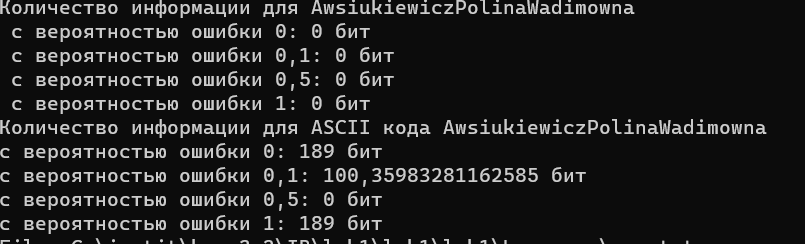 Количество информации для AwsiukiewiczPolinaWadimowna
с вероятностью ошибки 0: 0 бит
с вероятностью ошибки 0,1: 0 бит
с вероятностью ошибки 0,5: 0 бит
с вероятностью ошибки 1: 0 бит
Количество информации для ASCII кода AwsiukiewiczPolinaWadimowna
с вероятностью ошибки 0: 189 бит
с вероятностью ошибки 0,1: 100,35983281162585 бит
с вероятностью ошибки 0,5: 0 бит
с вероятностью ошибки 1: 189 бит